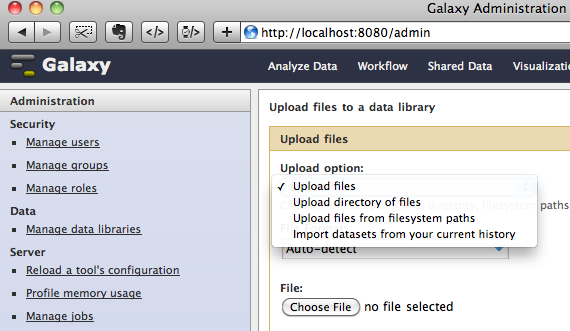 Galaxy Administration
http://localhost:8080/admin
Galaxy
Analyze Data Workflow Shared Data Visualizati
Administration
Security
Manage users
Manage groups
Manage roles
Data
Manage data libraries
Server
Reload a tool's configuration
Profile memory usage
Manage jobs
Upload files to a data library
Upload files
Upload option:
✓ Upload files
Upload directory of files
directory, filesystem paths
Upload files from filesystem paths
Import datasets from your current history
Auto-detect
File:
Choose File no file selected